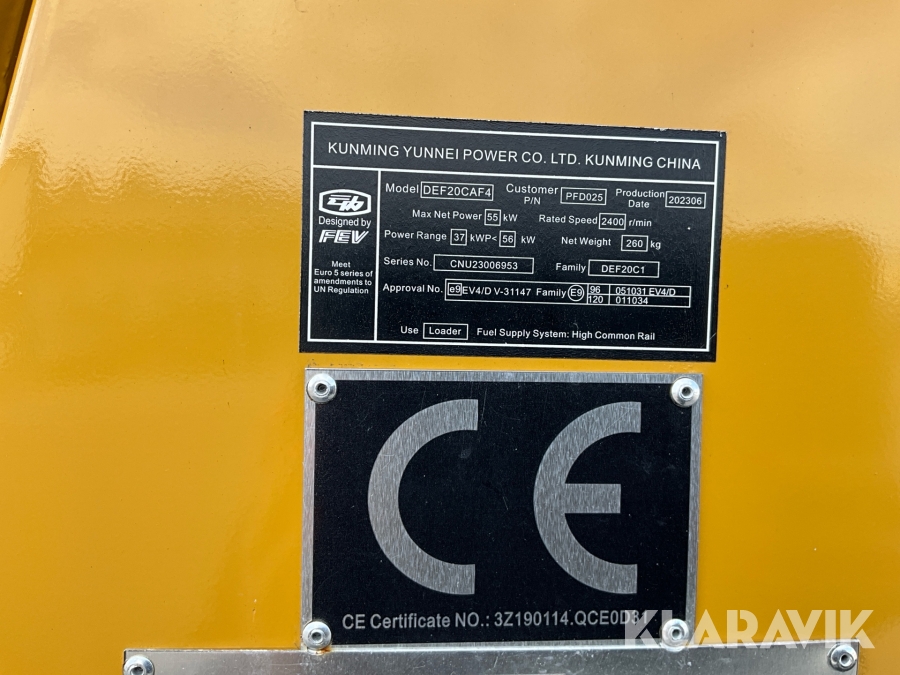 KUNMING YUNNEI POWER CO. LTD. KUNMING CHINA
Model DEF20CAF4 Customer P/N PFD025 Production Date 202306
Max Net Power 55 kW Rated Speed 2400 r/min
Power Range 37 kWP< 56 kW Net Weight 260 kg
Series No. CNU23006953 Family DEF20C1
Approval No. e9 EV4/D V-31147 Family E9 96 051031 EV4/D
120 011034
Use Loader Fuel Supply System: High Common Rail
Designed by
FEV
Meet
Euro 5 series of
amendments to
UN Regulation
CE
CE Certificate NO.: 3Z190114.QCE0D31
KLARAVIK